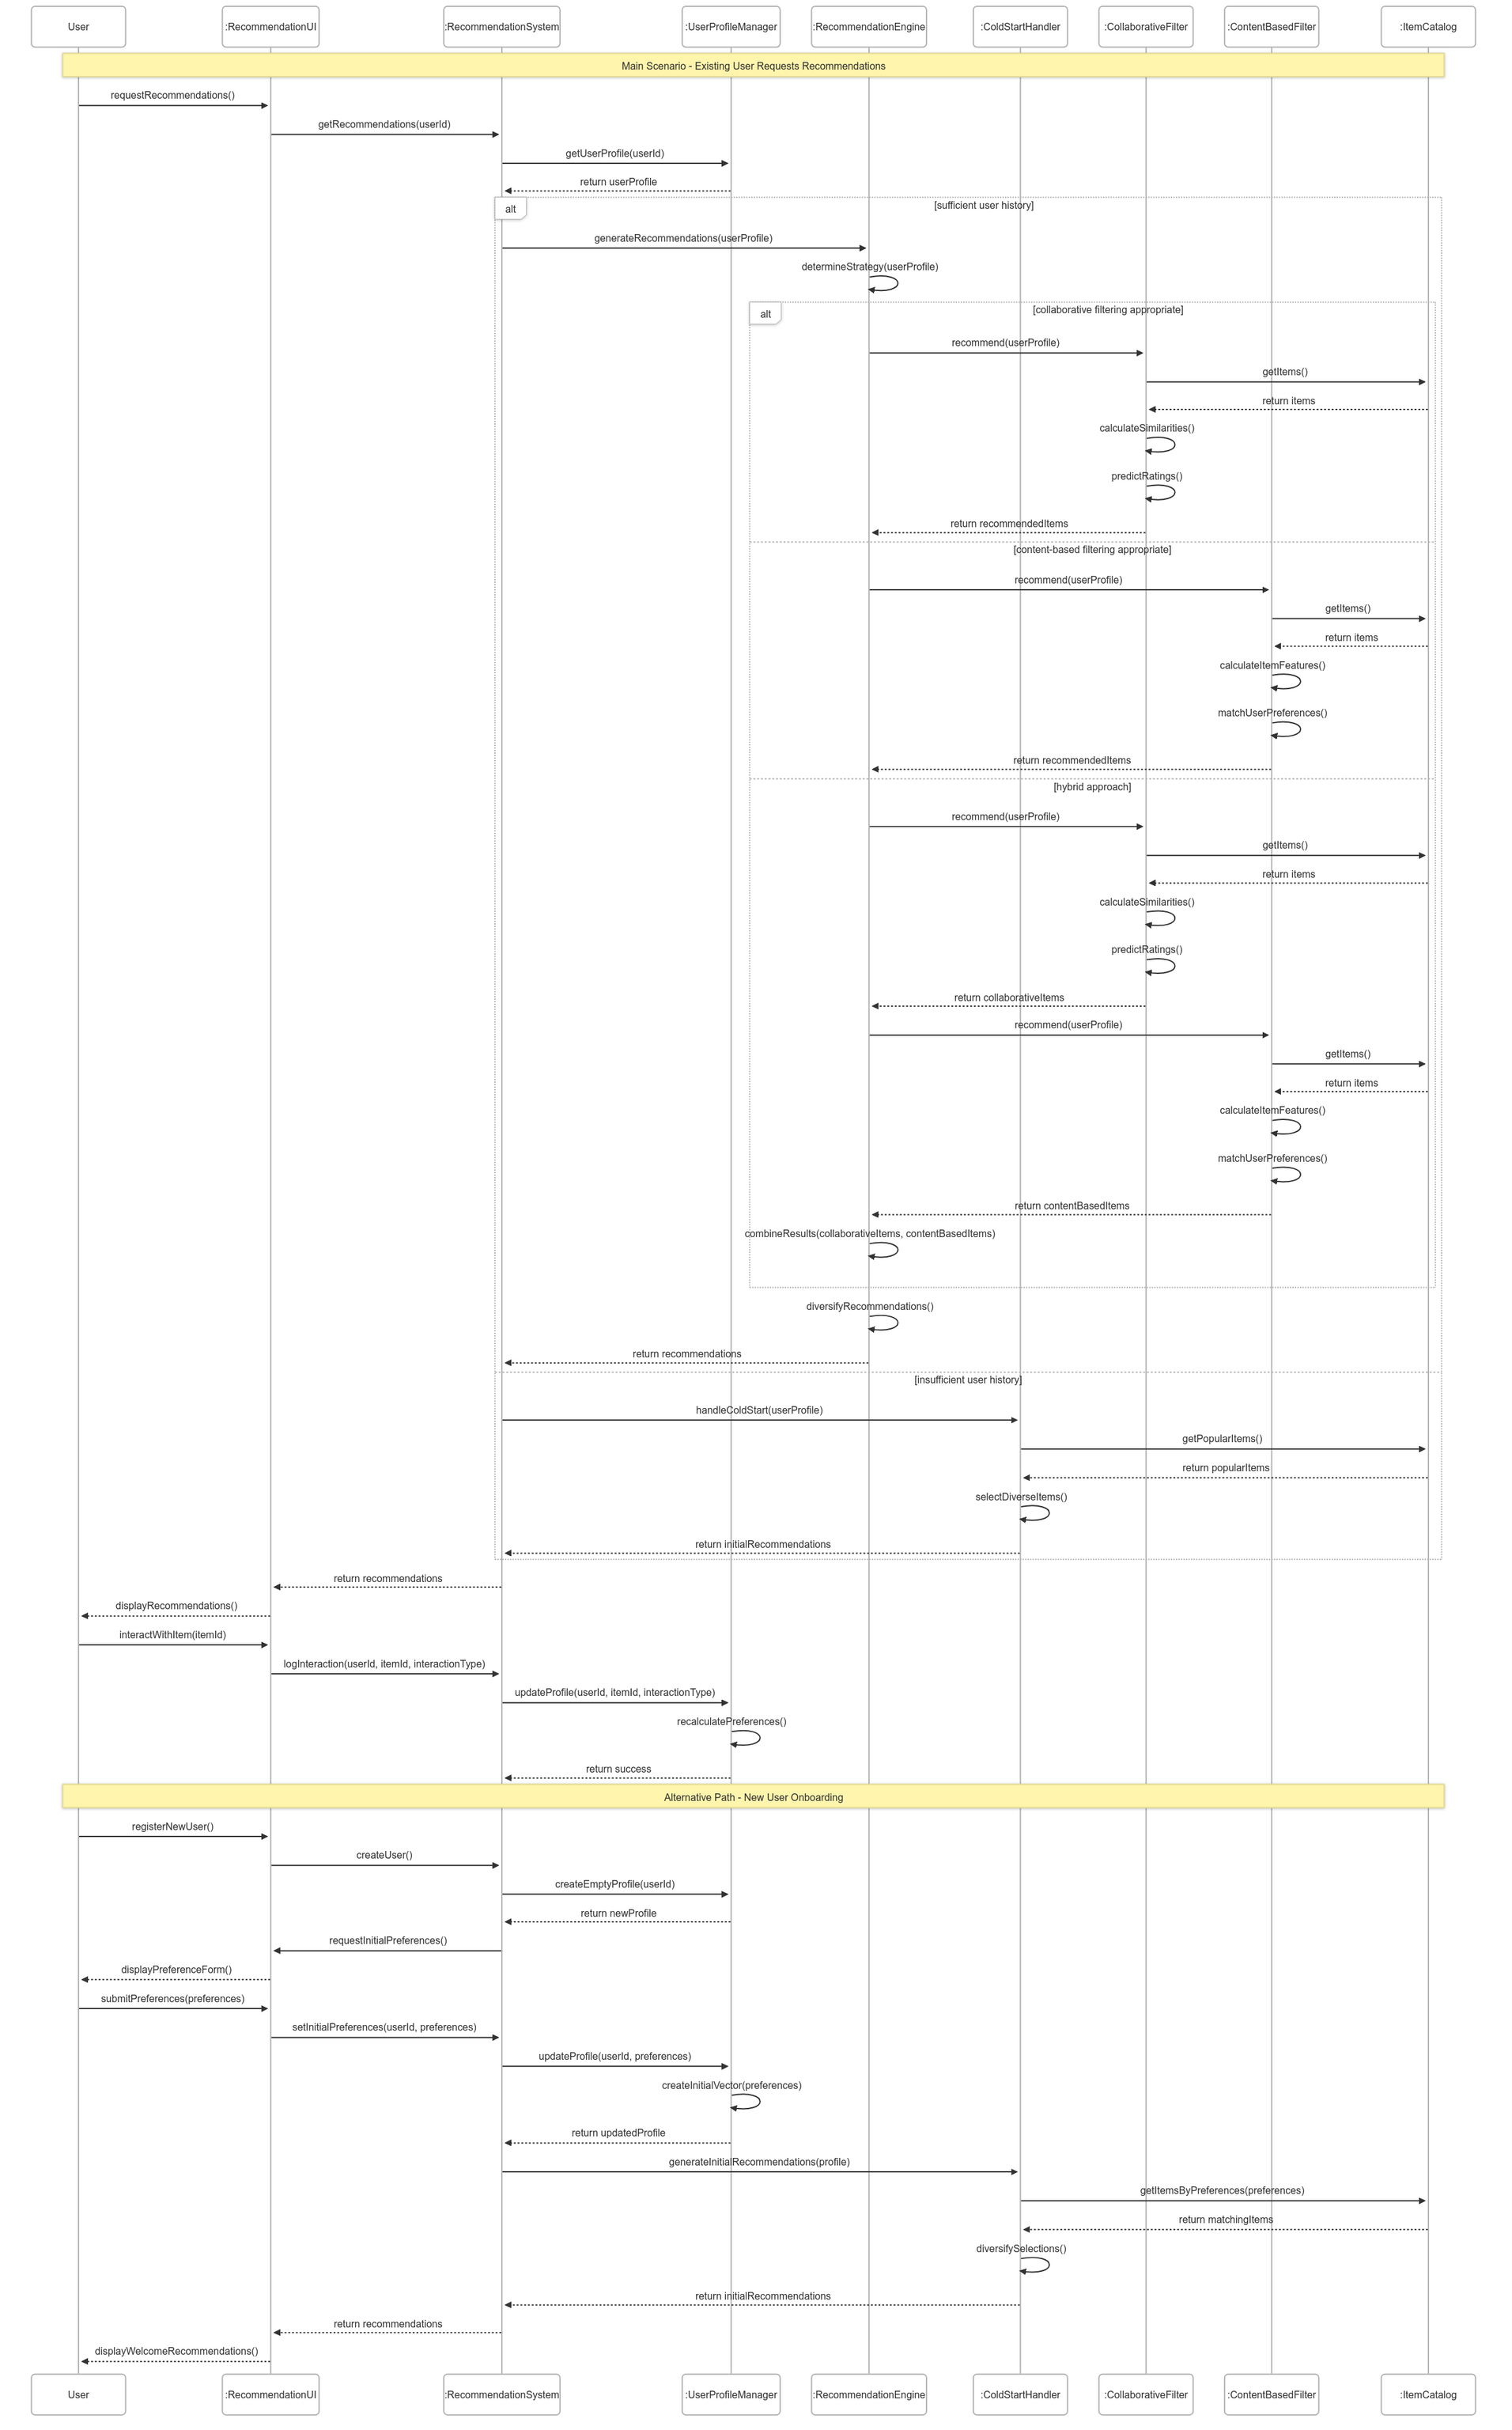 User
:RecommendationUI
:RecommendationSystem
:UserProfileManager
:RecommendationEngine
:ColdStartHandler
:CollaborativeFilter
:ContentBasedFilter
:ItemCatalog
Main Scenario - Existing User Requests Recommendations
requestRecommendations()
getRecommendations(userId)
getUserProfile(userId)
return userProfile
alt
[sufficient user history]
generateRecommendations(userProfile)
determineStrategy(userProfile)
alt
[collaborative filtering appropriate]
recommend(userProfile)
getItems()
return items
calculateSimilarities()
predictRatings()
return recommendedItems
[content-based filtering appropriate]
recommend(userProfile)
getItems()
return items
calculateItemFeatures()
matchUserPreferences()
return recommendedItems
[hybrid approach]
recommend(userProfile)
getItems()
return items
calculateSimilarities()
predictRatings()
return collaborativeItems
recommend(userProfile)
getItems()
return items
calculateItemFeatures()
matchUserPreferences()
return contentBasedItems
combineResults(collaborativeItems, contentBasedItems)
diversifyRecommendations()
return recommendations
[insufficient user history]
handleColdStart(userProfile)
getPopularItems()
return popularItems
selectDiverseItems()
return initialRecommendations
return recommendations
displayRecommendations()
interactWithItem(itemId)
logInteraction(userId, itemId, interactionType)
updateProfile(userId, itemId, interactionType)
recalculatePreferences()
return success
Alternative Path - New User Onboarding
registerNewUser()
createUser()
createEmptyProfile(userId)
return newProfile
requestInitialPreferences()
displayPreferenceForm()
submitPreferences(preferences)
setInitialPreferences(userId, preferences)
updateProfile(userId, preferences)
createInitialVector(preferences)
return updatedProfile
generateInitialRecommendations(profile)
getItemsByPreferences(preferences)
return matchingItems
diversifySelections()
return initialRecommendations
return recommendations
displayWelcomeRecommendations()
User
:RecommendationUI
:RecommendationSystem
:UserProfileManager
:RecommendationEngine
:ColdStartHandler
:CollaborativeFilter
:ContentBasedFilter
:ItemCatalog